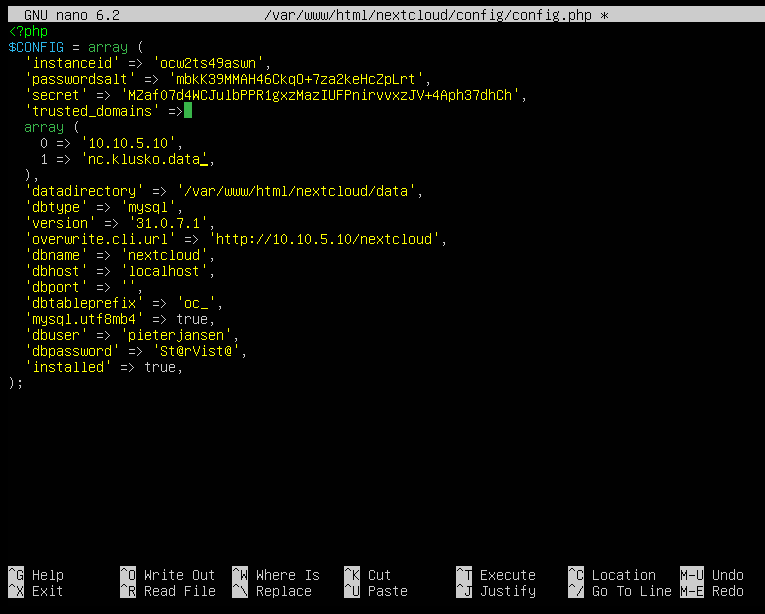 GNU nano 6.2 /var/www/html/nextcloud/config/config.php *
<?php
$CONFIG = array (
  'instanceid' => 'ocw2ts49aswn',
  'passwordsalt' => 'mbkK39MMAH46CkqO+7za2keHcZpLrt',
  'secret' => 'MZaf07d4WCJulbPPR1gxzMazIUFPnirvvxzJV+4Aph37dhCh',
  'trusted_domains' =>
  array (
    0 => '10.10.5.10',
    1 => 'nc.klusko.data',
  ),
  'datadirectory' => '/var/www/html/nextcloud/data',
  'dbtype' => 'mysql',
  'version' => '31.0.7.1',
  'overwrite.cli.url' => 'http://10.10.5.10/nextcloud',
  'dbname' => 'nextcloud',
  'dbhost' => 'localhost',
  'dbport' => '',
  'dbtableprefix' => 'oc_',
  'mysql.utf8mb4' => true,
  'dbuser' => 'pieterjansen',
  'dbpassword' => 'St@rVist@',
  'installed' => true,
);
^G Help ^O Write Out ^W Where Is ^K Cut ^T Execute ^C Location M-U Undo
^X Exit ^R Read File ^\ Replace ^U Paste ^J Justify ^/ Go To Line M-E Redo